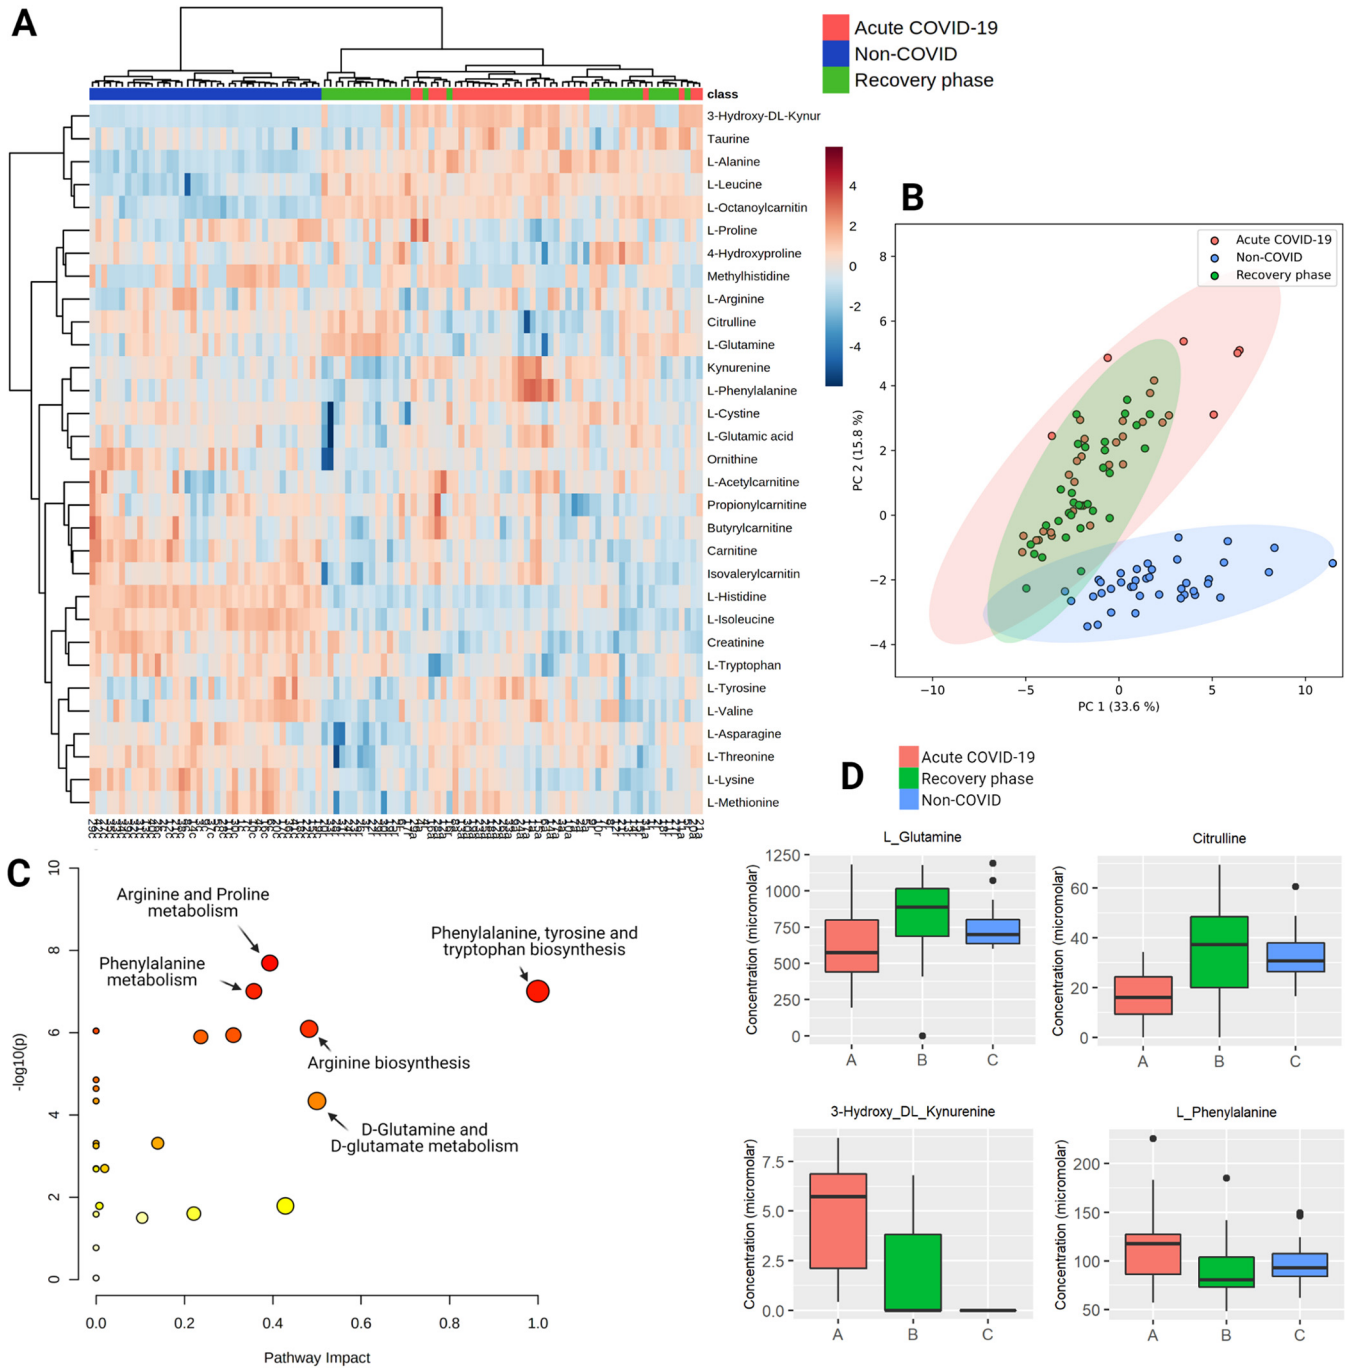 A
Acute COVID-19
Non-COVID
Recovery phase
class
3-Hydroxy-DL-Kynur
Taurine
L-Alanine
L-Leucine
L-Octanoylcarnitin
L-Proline
4-Hydroxyproline
Methylhistidine
L-Arginine
Citrulline
L-Glutamine
Kynurenine
L-Phenylalanine
L-Cystine
L-Glutamic acid
Ornithine
L-Acetylcarnitine
Propionylcarnitine
Butyrylcarnitine
Carnitine
Isovalerylcarnitin
L-Histidine
L-Isoleucine
Creatinine
L-Tryptophan
L-Tyrosine
L-Valine
L-Asparagine
L-Threonine
L-Lysine
L-Methionine
4
2
0
-2
-4
B
Acute COVID-19
Non-COVID
Recovery phase
8
6
4
2
0
−2
−4
PC 2 (15.8 %)
−10
−5
0
5
10
PC 1 (33.6 %)
C
10
8
6
4
2
0
-log10(p)
Arginine and Proline
metabolism
Phenylalanine
metabolism
Phenylalanine, tyrosine and
tryptophan biosynthesis
Arginine biosynthesis
D-Glutamine and
D-glutamate metabolism
0.0
0.2
0.4
0.6
0.8
1.0
Pathway Impact
D
Acute COVID-19
Recovery phase
Non-COVID
L_Glutamine
Concentration (micromolar)
1250
1000
750
500
250
0
A B C
Citrulline
Concentration (micromolar)
60
40
20
0
A B C
3-Hydroxy_DL_Kynurenine
Concentration (micromolar)
7.5
5.0
2.5
0.0
A B C
L_Phenylalanine
Concentration (micromolar)
200
150
100
50
A B C